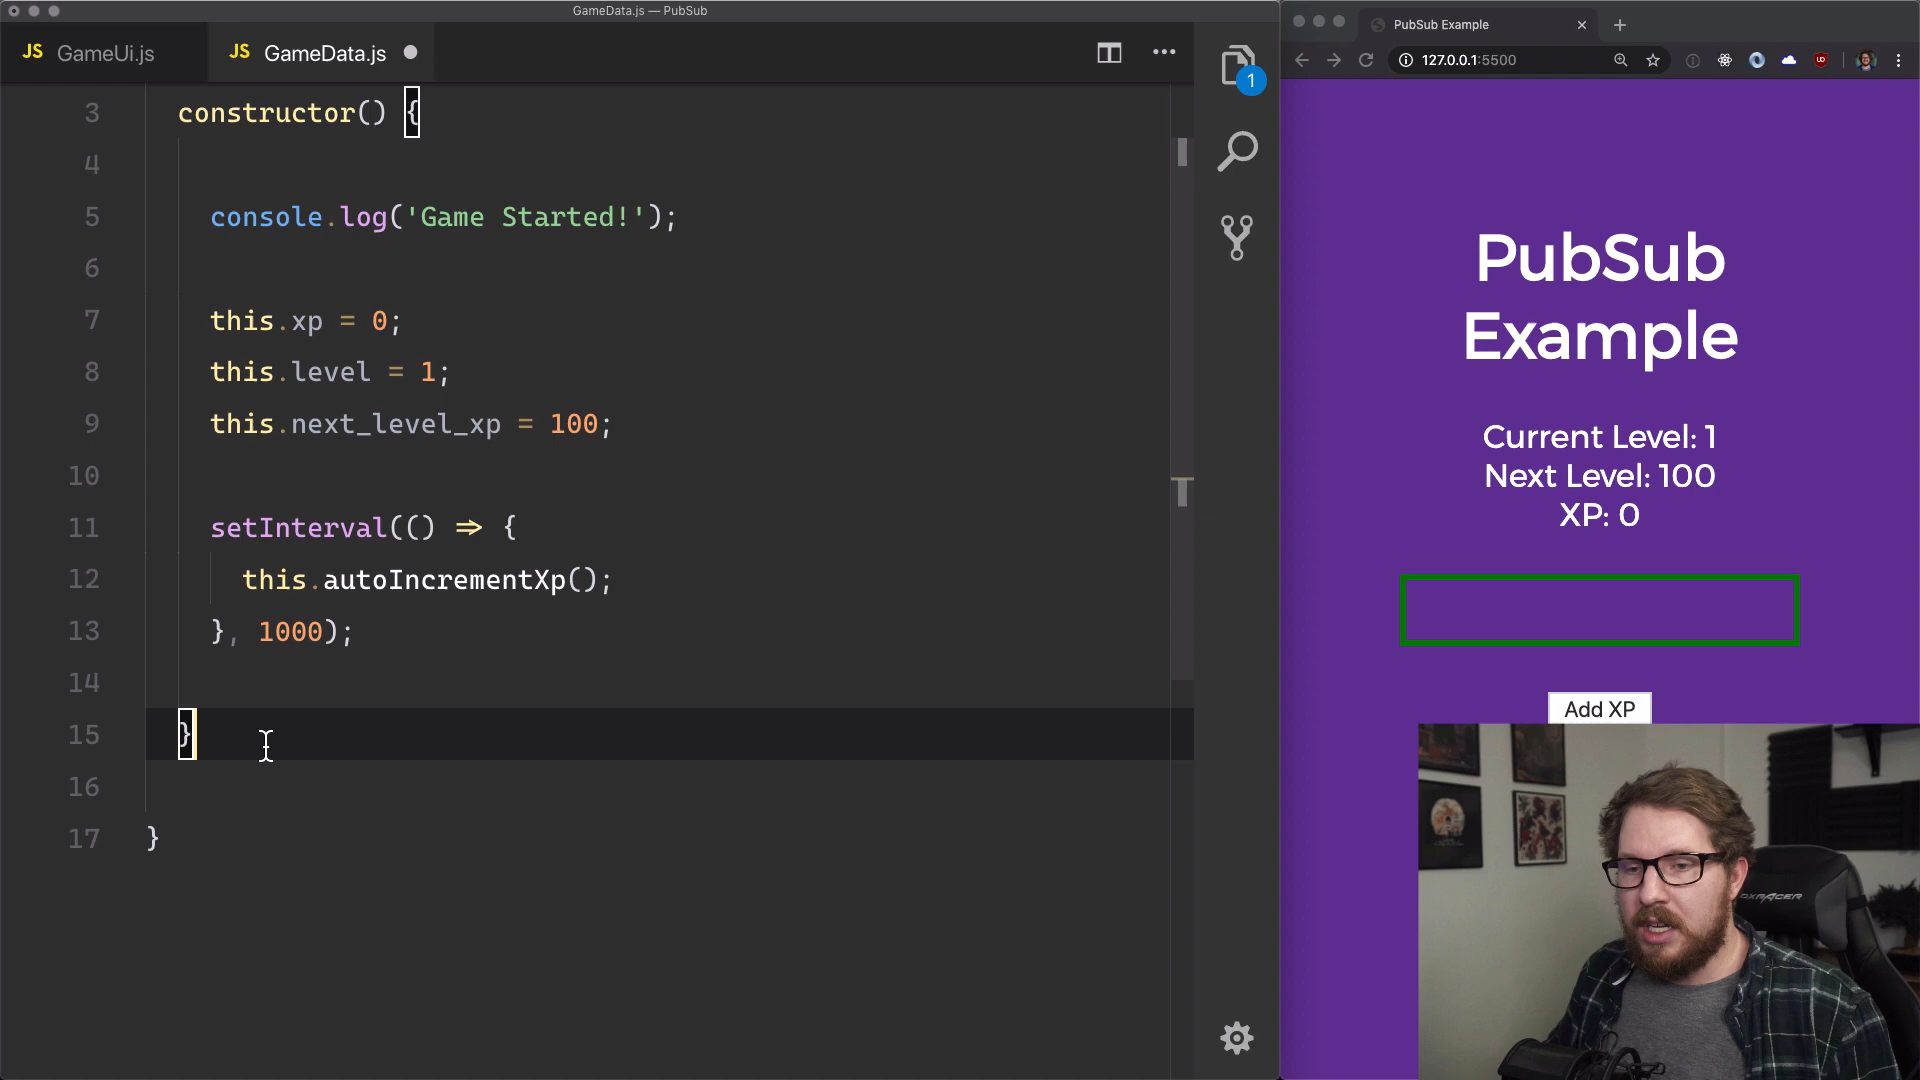 GameData.js — PubSub
JS GameUi.js
JS GameData.js
3 constructor() {
4
5 console.log('Game Started!');
6
7 this.xp = 0;
8 this.level = 1;
9 this.next_level_xp = 100;
10
11 setInterval(() => {
12 this.autoIncrementXp();
13 }, 1000);
14
15 }
16
17 }
1
PubSub Example
127.0.0.1:5500
PubSub
Example
Current Level: 1
Next Level: 100
XP: 0
Add XP